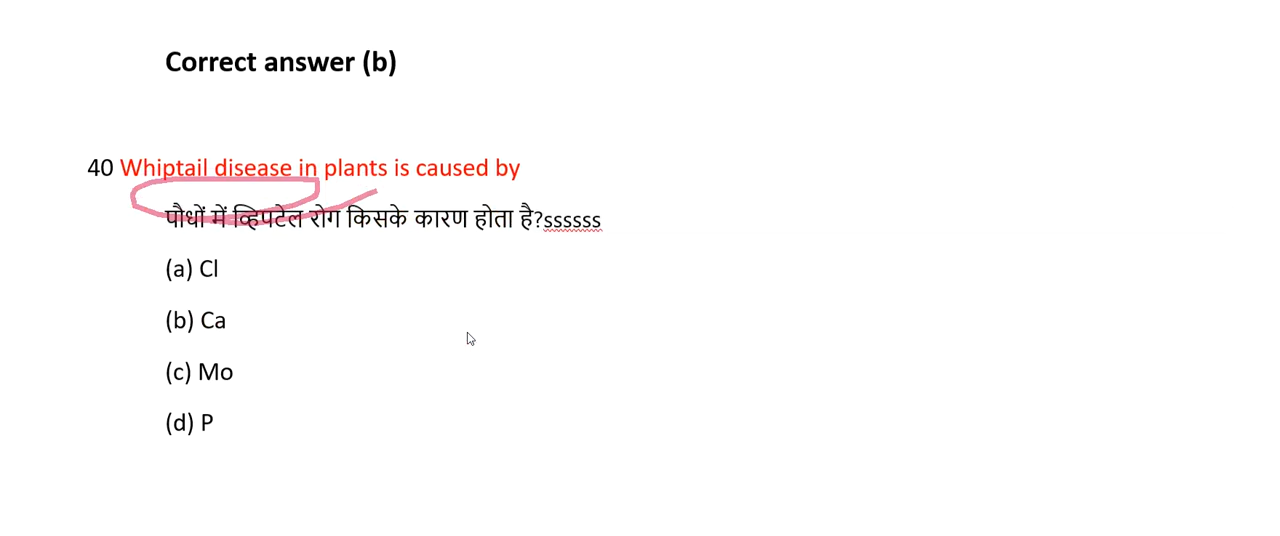 Correct answer (b)
40 Whiptail disease in plants is caused by
पौधों में व्हिपटेल रोग किसके कारण होता है?ssssss
(a) Cl
(b) Ca
(c) Mo
(d) P